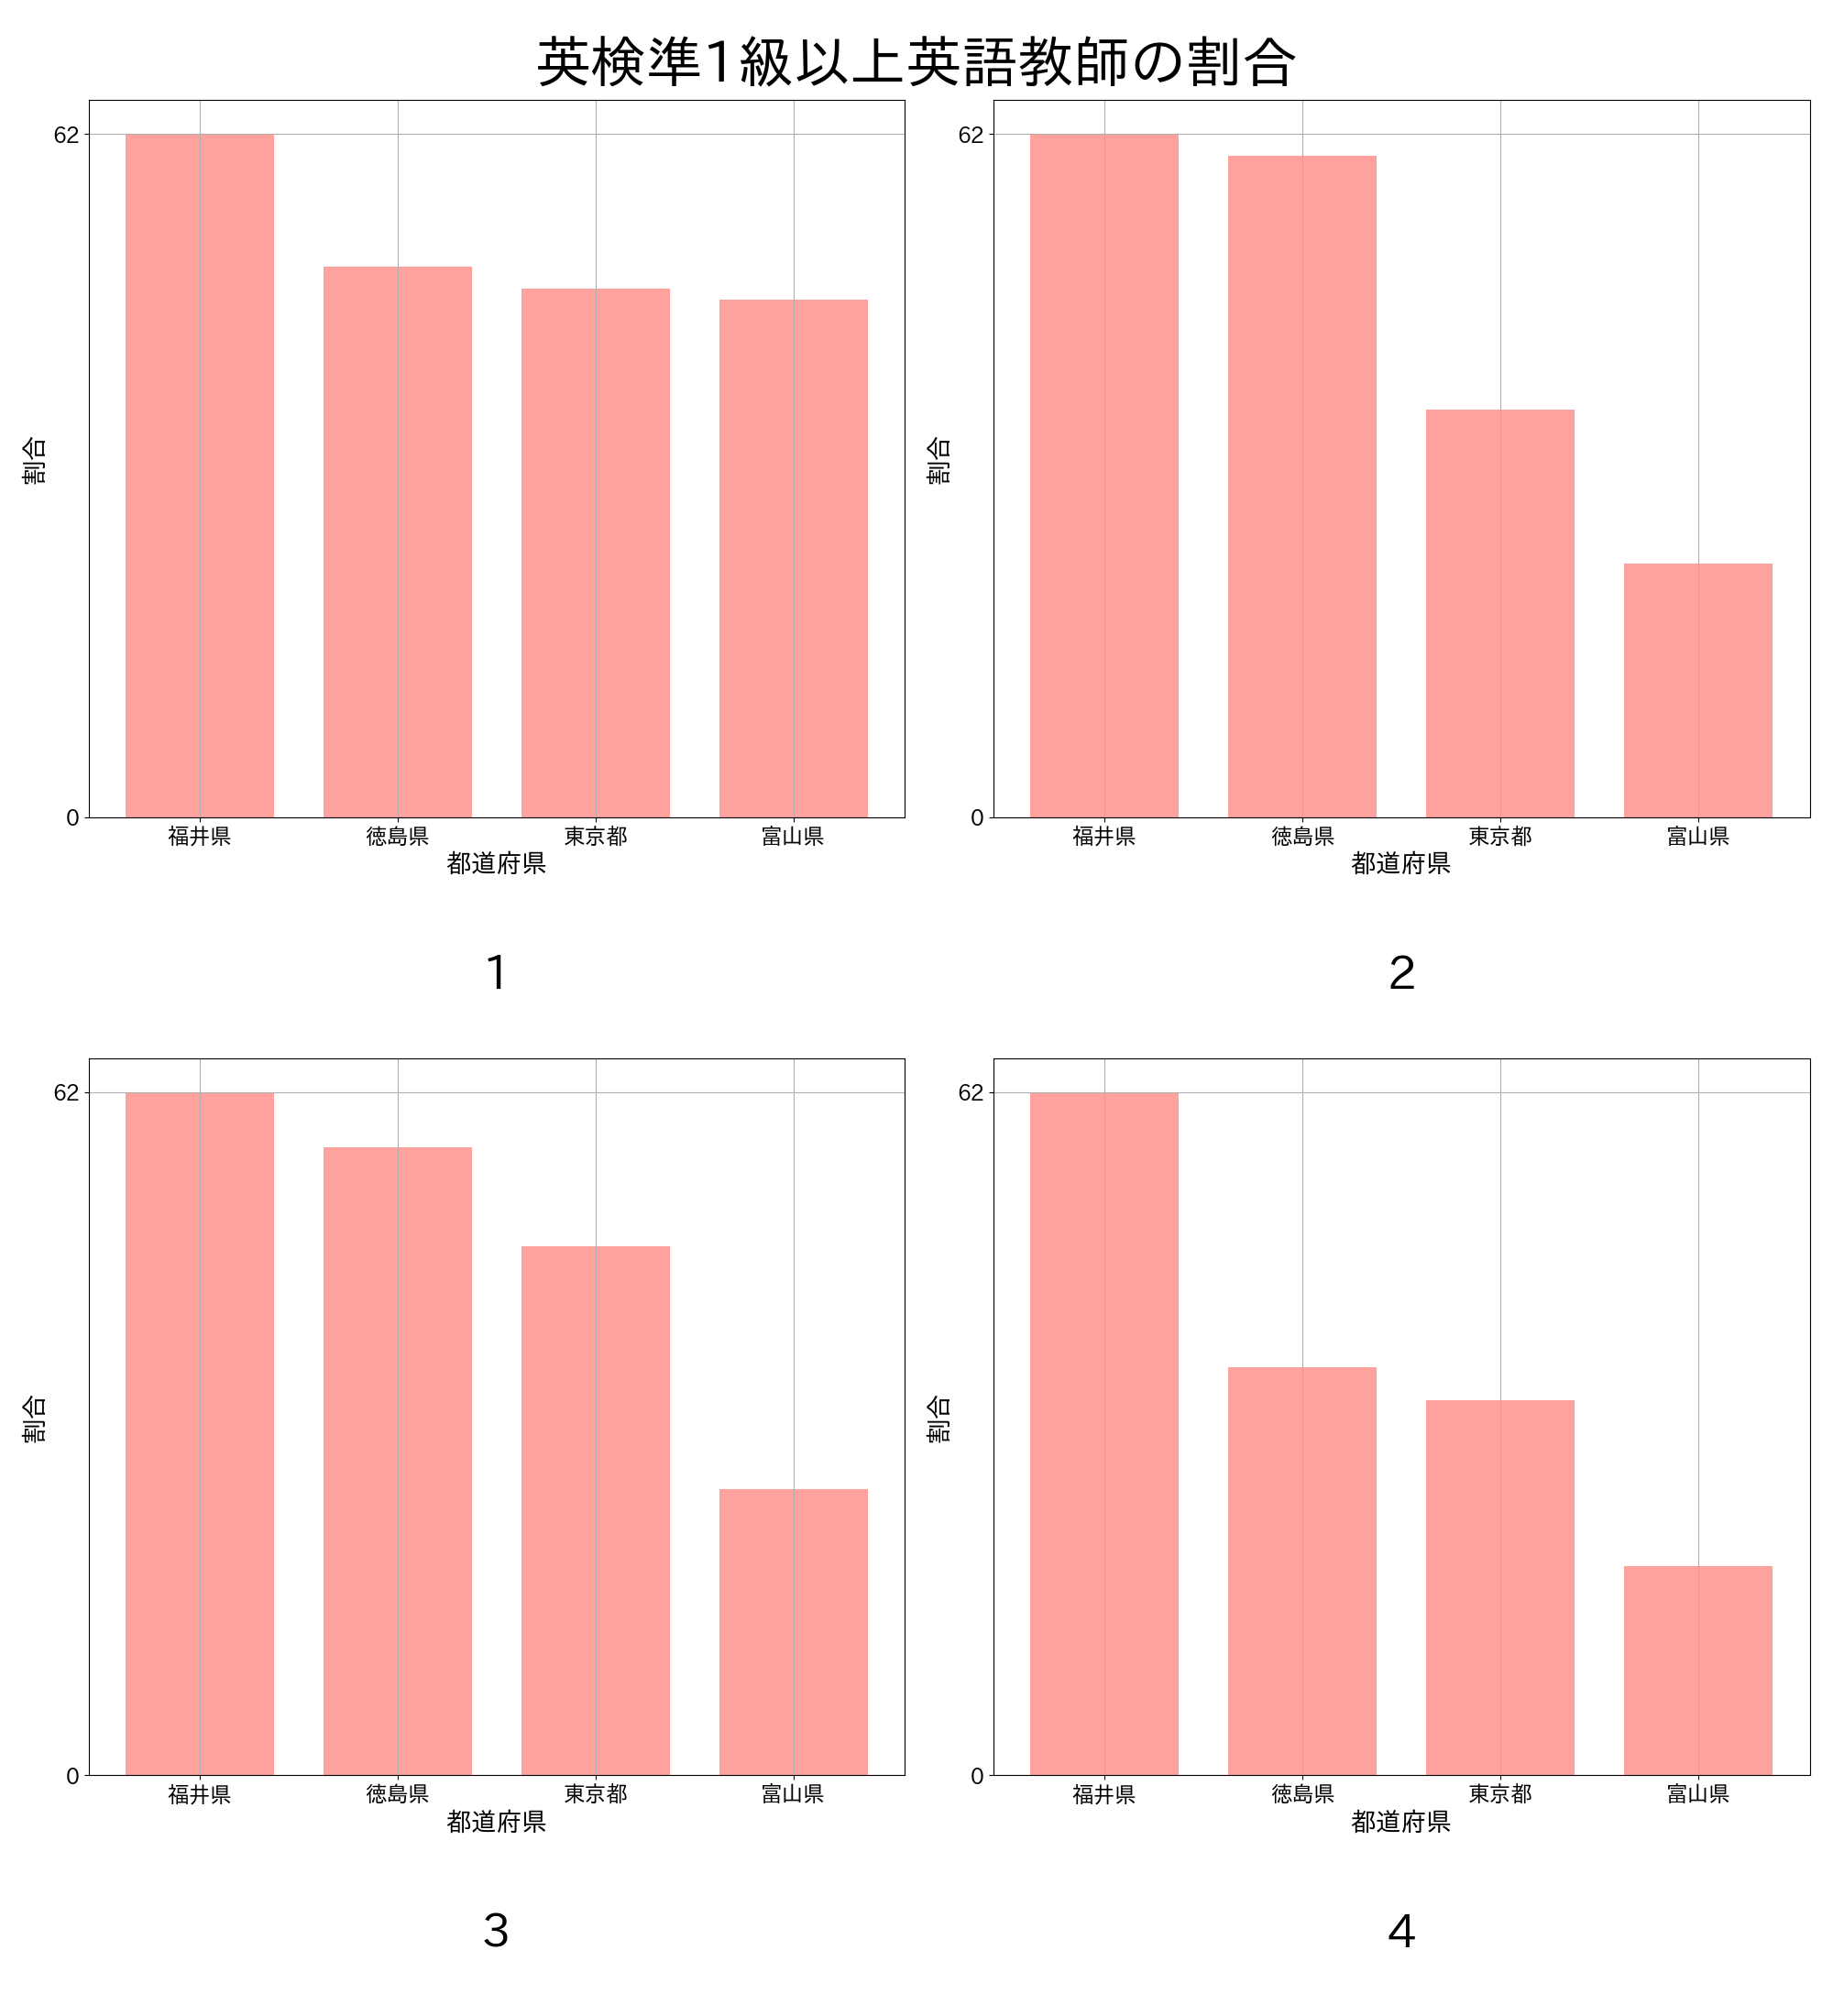 英検準1級以上英語教師の割合
62
0
割合
福井県 徳島県 東京都 富山県
都道府県
1
62
0
割合
福井県 徳島県 東京都 富山県
都道府県
2
62
0
割合
福井県 徳島県 東京都 富山県
都道府県
3
62
0
割合
福井県 徳島県 東京都 富山県
都道府県
4